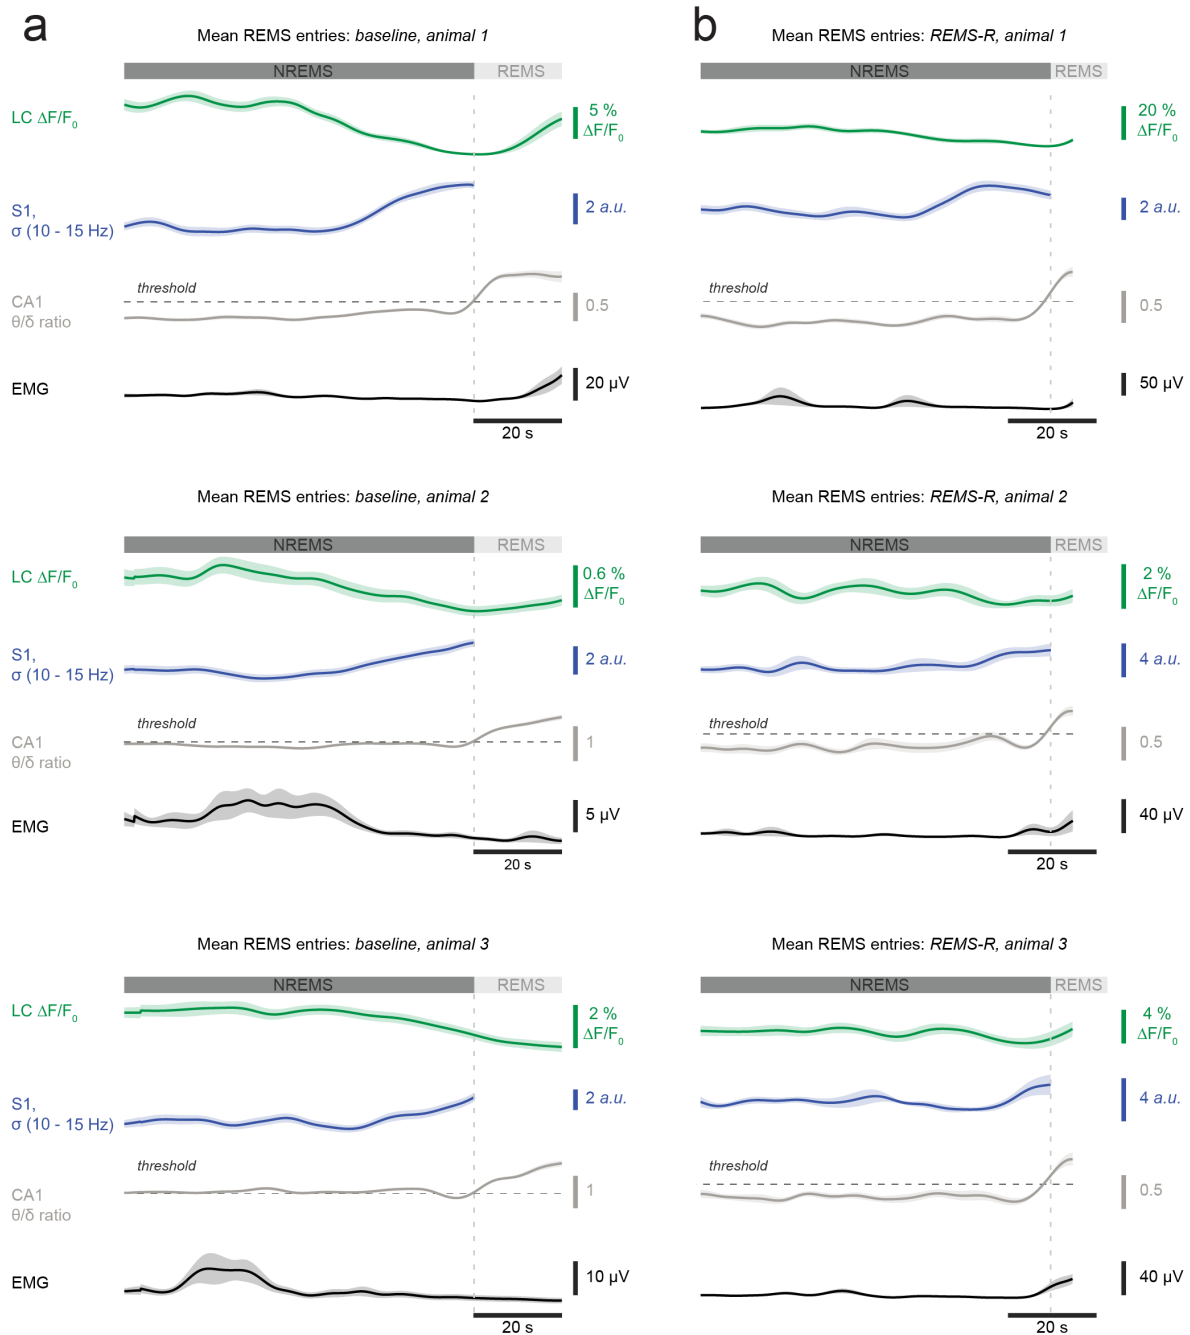 a
Mean REMS entries: baseline, animal 1
NREMS
REMS
LC ΔF/F₀
5 %
ΔF/F₀
S1,
σ (10 - 15 Hz)
2 a.u.
threshold
CA1
θ/δ ratio
0.5
EMG
20 µV
20 s
Mean REMS entries: baseline, animal 2
NREMS
REMS
LC ΔF/F₀
0.6 %
ΔF/F₀
S1,
σ (10 - 15 Hz)
2 a.u.
threshold
CA1
θ/δ ratio
1
EMG
5 µV
20 s
Mean REMS entries: baseline, animal 3
NREMS
REMS
LC ΔF/F₀
2 %
ΔF/F₀
S1,
σ (10 - 15 Hz)
2 a.u.
threshold
CA1
θ/δ ratio
1
EMG
10 µV
20 s
b
Mean REMS entries: REMS-R, animal 1
NREMS
REMS
20 %
ΔF/F₀
2 a.u.
threshold
0.5
50 µV
20 s
Mean REMS entries: REMS-R, animal 2
NREMS
REMS
2 %
ΔF/F₀
4 a.u.
threshold
0.5
40 µV
20 s
Mean REMS entries: REMS-R, animal 3
NREMS
REMS
4 %
ΔF/F₀
4 a.u.
threshold
0.5
40 µV
20 s